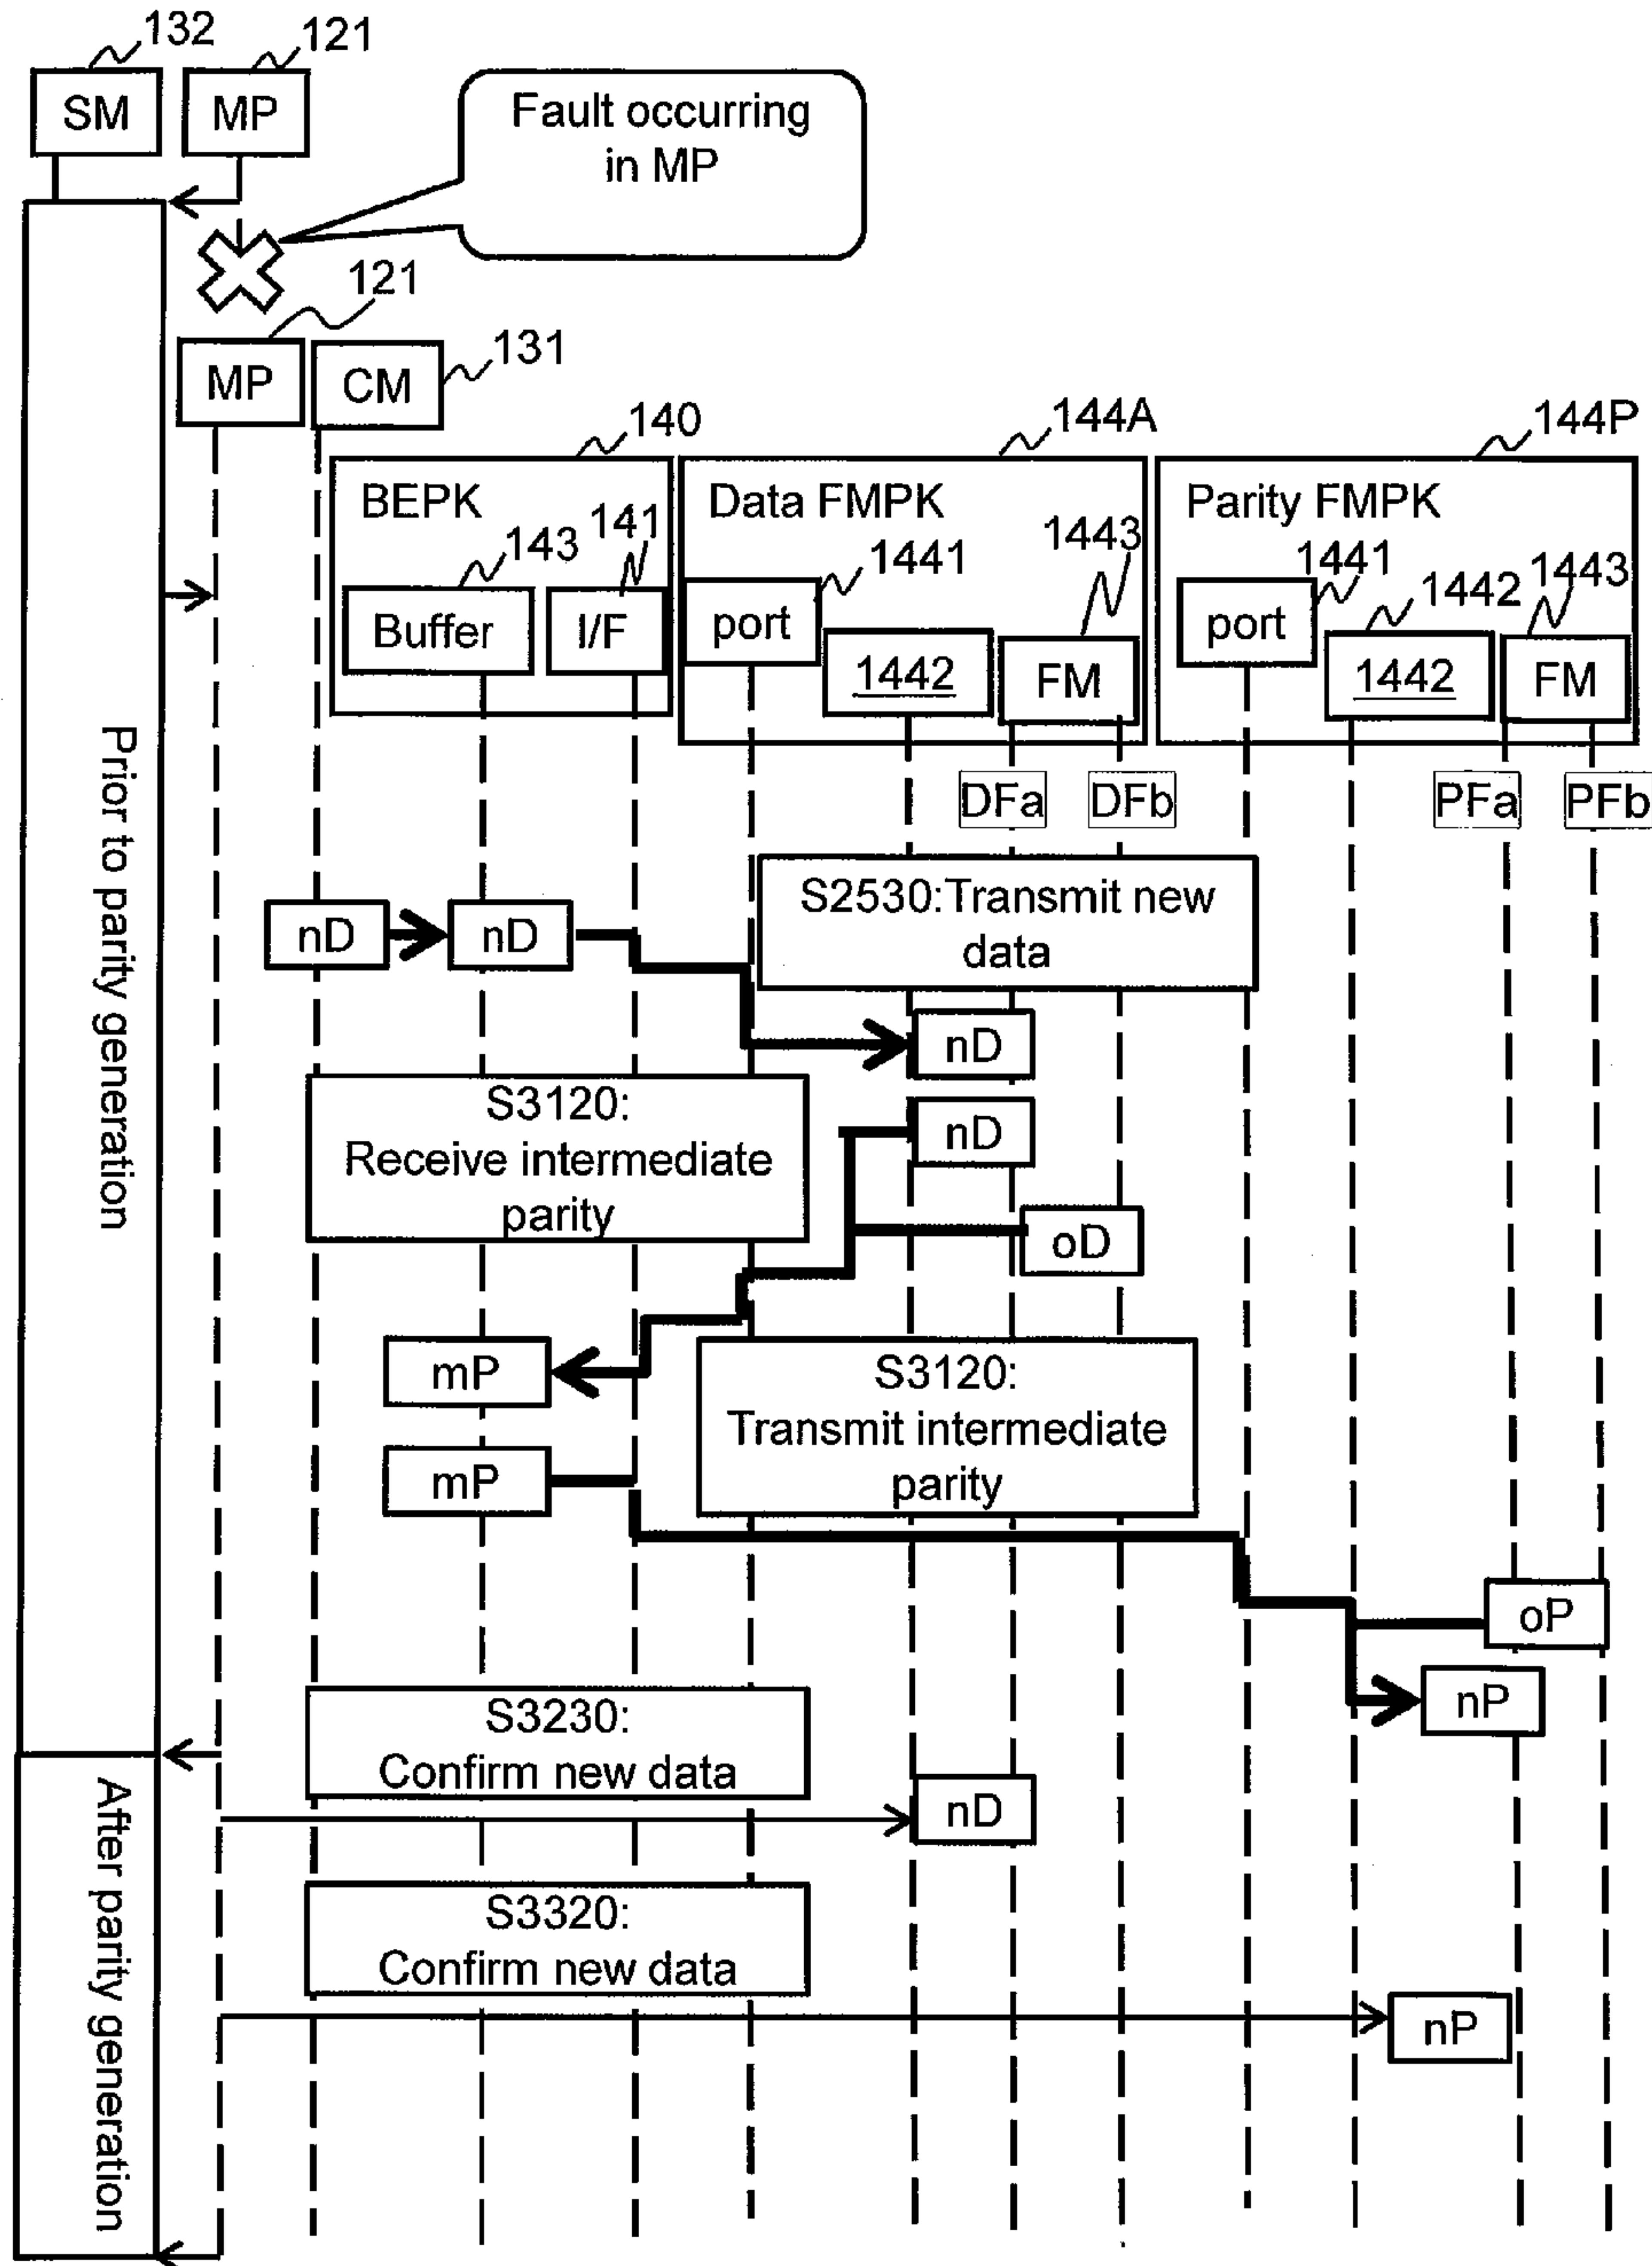 132
121
SM
MP
Fault occurring
in MP
121
131
MP
CM
140
144A
144P
BEPK
Data FMPK
Parity FMPK
143
141
1441
1443
1441
1442
1443
Buffer
I/F
port
1442
FM
port
1442
FM
DFa
DFb
PFa
PFb
Prior to parity generation
S2530:Transmit new
data
nD
nD
nD
S3120:
Receive intermediate
parity
nD
oD
mP
S3120:
Transmit intermediate
parity
mP
oP
nP
S3230:
Confirm new data
nD
After parity generation
S3320:
Confirm new data
nP